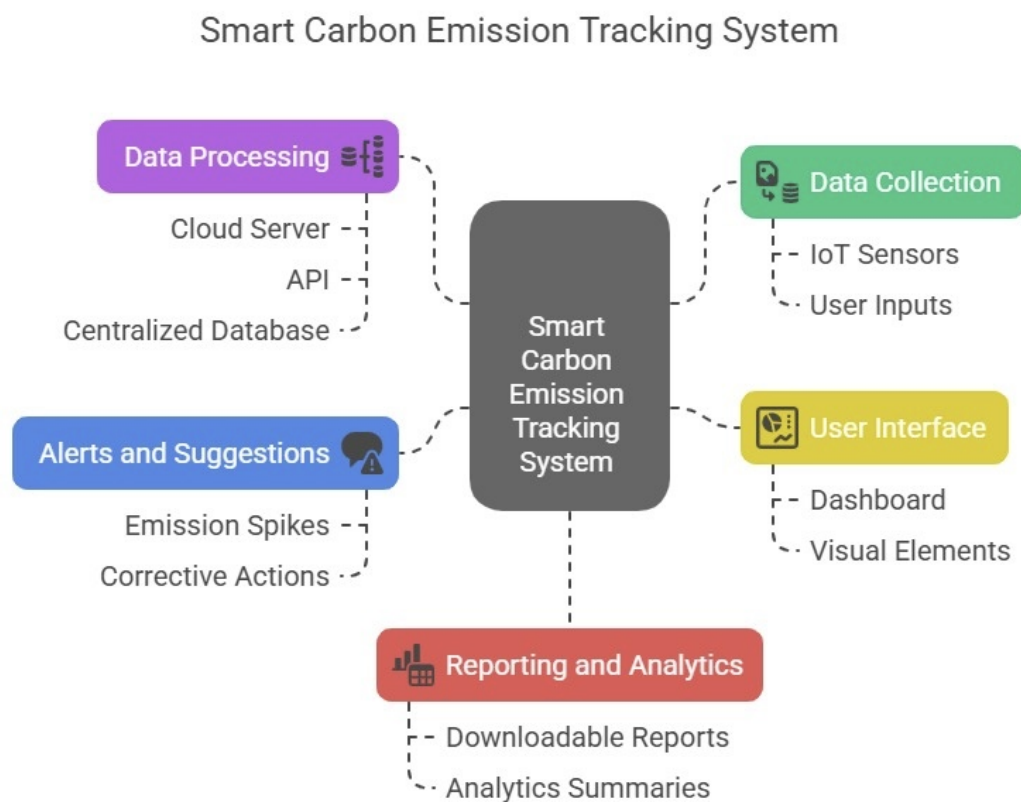 Smart Carbon Emission Tracking System
Data Processing
Cloud Server
API
Centralized Database
Data Collection
IoT Sensors
User Inputs
Smart
Carbon
Emission
Tracking
System
Alerts and Suggestions
Emission Spikes
Corrective Actions
User Interface
Dashboard
Visual Elements
Reporting and Analytics
Downloadable Reports
Analytics Summaries